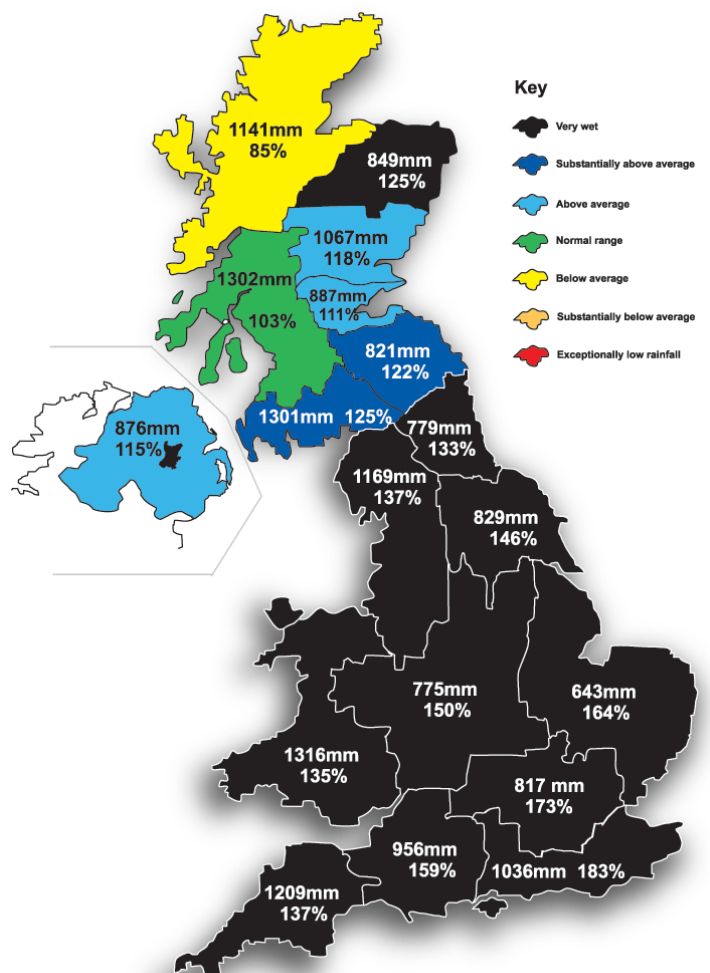 Key
Very wet
Substantially above average
Above average
Normal range
Below average
Substantially below average
Exceptionally low rainfall
1141mm
85%
849mm
125%
1067mm
118%
1302mm
103%
887mm
111%
821mm
122%
1301mm 125%
876mm
115%
779mm
133%
1169mm
137%
829mm
146%
775mm
150%
643mm
164%
1316mm
135%
817 mm
173%
956mm
159%
1036mm 183%
1209mm
137%